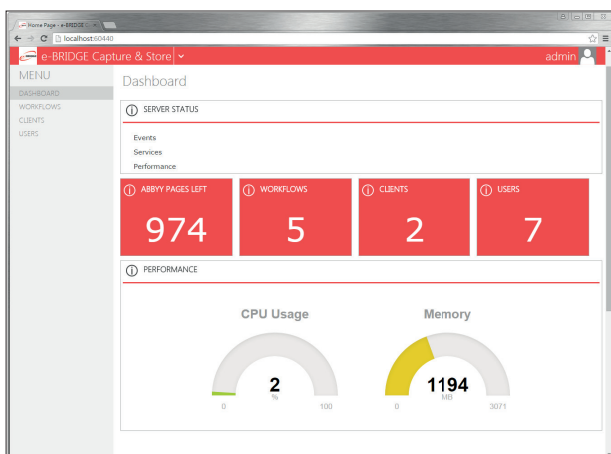 Home Page - e-BRIDGE C
localhost:60440
e-BRIDGE Capture & Store
admin
MENU
DASHBOARD
WORKFLOWS
CLIENTS
USERS
Dashboard
SERVER STATUS
Events
Services
Performance
ABBYY PAGES LEFT
974
WORKFLOWS
5
CLIENTS
2
USERS
7
PERFORMANCE
CPU Usage
2
%
0
100
Memory
1194
MB
0
3071